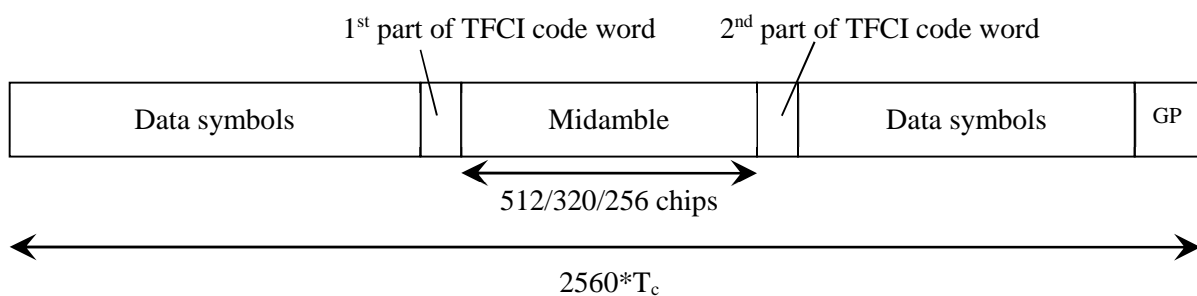 1st part of TFCI code word
2nd part of TFCI code word
Data symbols
Midamble
Data symbols
GP
512/320/256 chips
2560*Tc